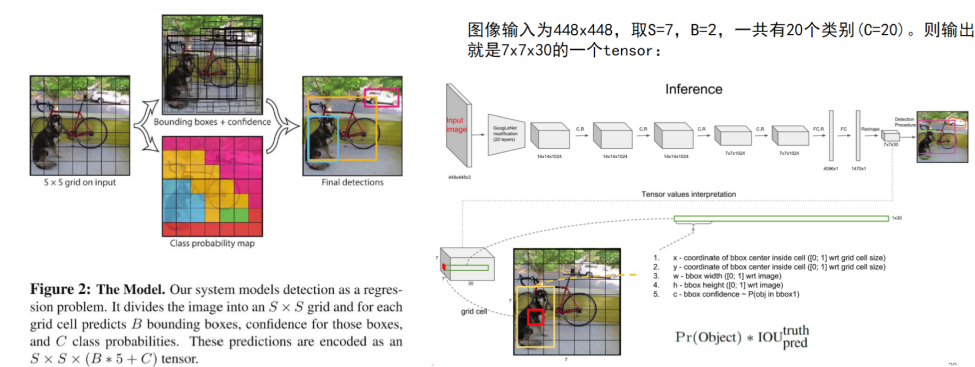 S × S grid on input
Bounding boxes + confidence
Class probability map
Final detections
Figure 2: The Model. Our system models detection as a regres-
sion problem. It divides the image into an S × S grid and for each
grid cell predicts B bounding boxes, confidence for those boxes,
and C class probabilities. These predictions are encoded as an
S × S × (B ∗ 5 + C) tensor.
图像输入为448x448，取S=7，B=2，一共有20个类别(C=20)。则输出
就是7x7x30的一个tensor：
Inference
Input
image
448x448x3
GoogLeNet
modification
(20 layers)
C,R
C,R
C,R
C,R
FC,R
FC
Reshape
Detection
Procedure
14x14x1024
14x14x1024
14x14x1024
7x7x1024
7x7x1024
4096x1
1470x1
7x7x30
Tensor values interpretation
1x30
5
7
7
30
grid cell
7
7
1. x - coordinate of bbox center inside cell ([0; 1] wrt grid cell size)
2. y - coordinate of bbox center inside cell ([0; 1] wrt grid cell size)
3. w - bbox width ([0; 1] wrt image)
4. h - bbox height ([0; 1] wrt image)
5. c - bbox confidence ~ P(obj in bbox1)
Pr(Object) ∗ IOU truth pred